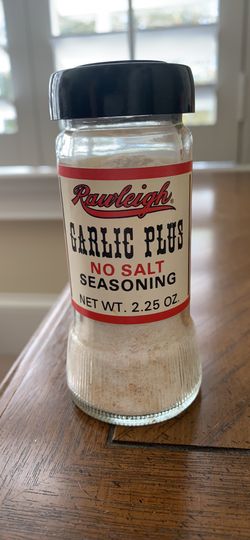 Rawleigh®
GARLIC PLUS
NO SALT
SEASONING
NET WT. 2.25 OZ.